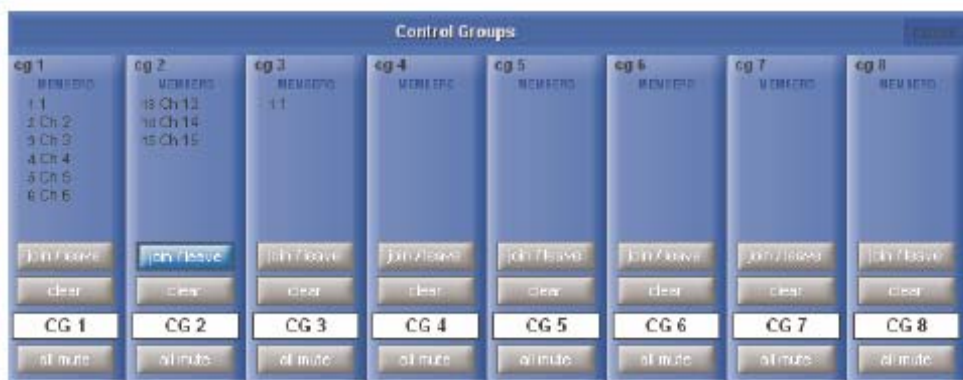 Control Groups
cg 1 cg 2 cg 3 cg 4 cg 5 cg 6 cg 7 cg 8
MEMBERS MEMBERS MEMBERS MEMBERS MEMBERS MEMBERS MEMBERS MEMBERS
1 1 13 Ch 13 1 1
2 Ch 2 14 Ch 14
3 Ch 3 15 Ch 15
4 Ch 4
5 Ch 5
6 Ch 6
join / leave join / leave join / leave join / leave join / leave join / leave join / leave join / leave
clear clear clear clear clear clear clear clear
CG 1 CG 2 CG 3 CG 4 CG 5 CG 6 CG 7 CG 8
all mute all mute all mute all mute all mute all mute all mute all mute